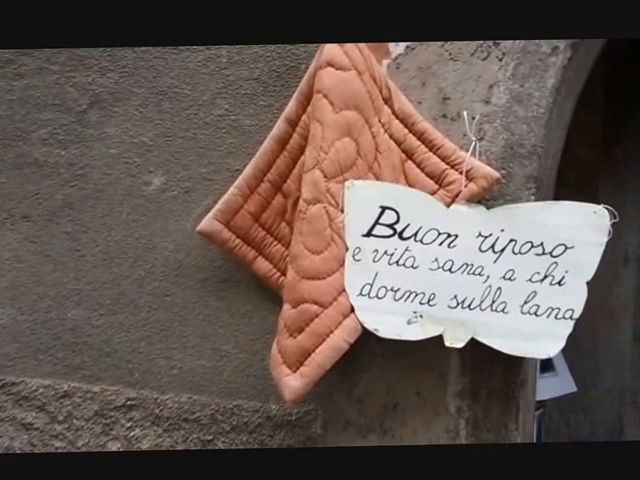 Buon riposo
e vita sana, a chi
dorme sulla lana